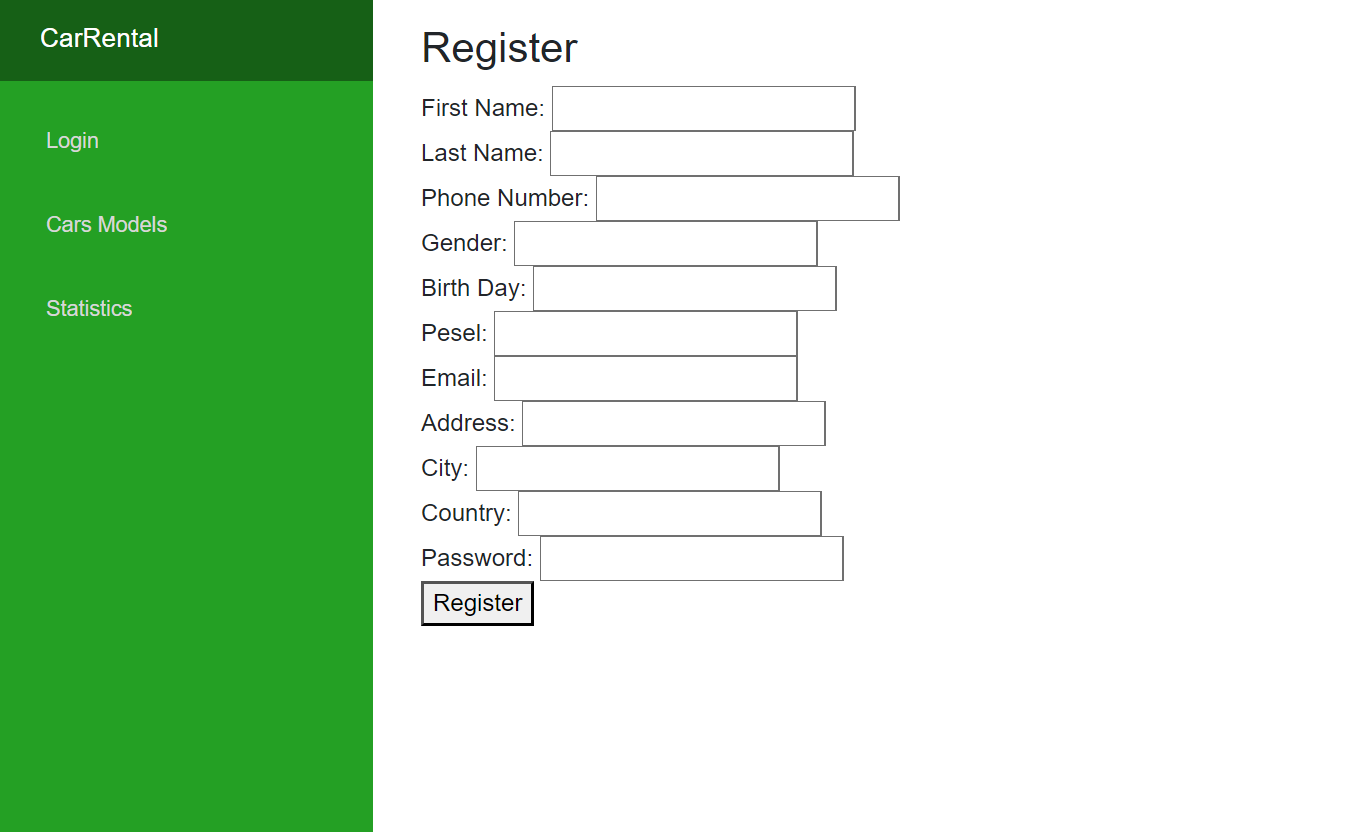 CarRental
Login
Cars Models
Statistics
Register
First Name:
Last Name:
Phone Number:
Gender:
Birth Day:
Pesel:
Email:
Address:
City:
Country:
Password:
Register